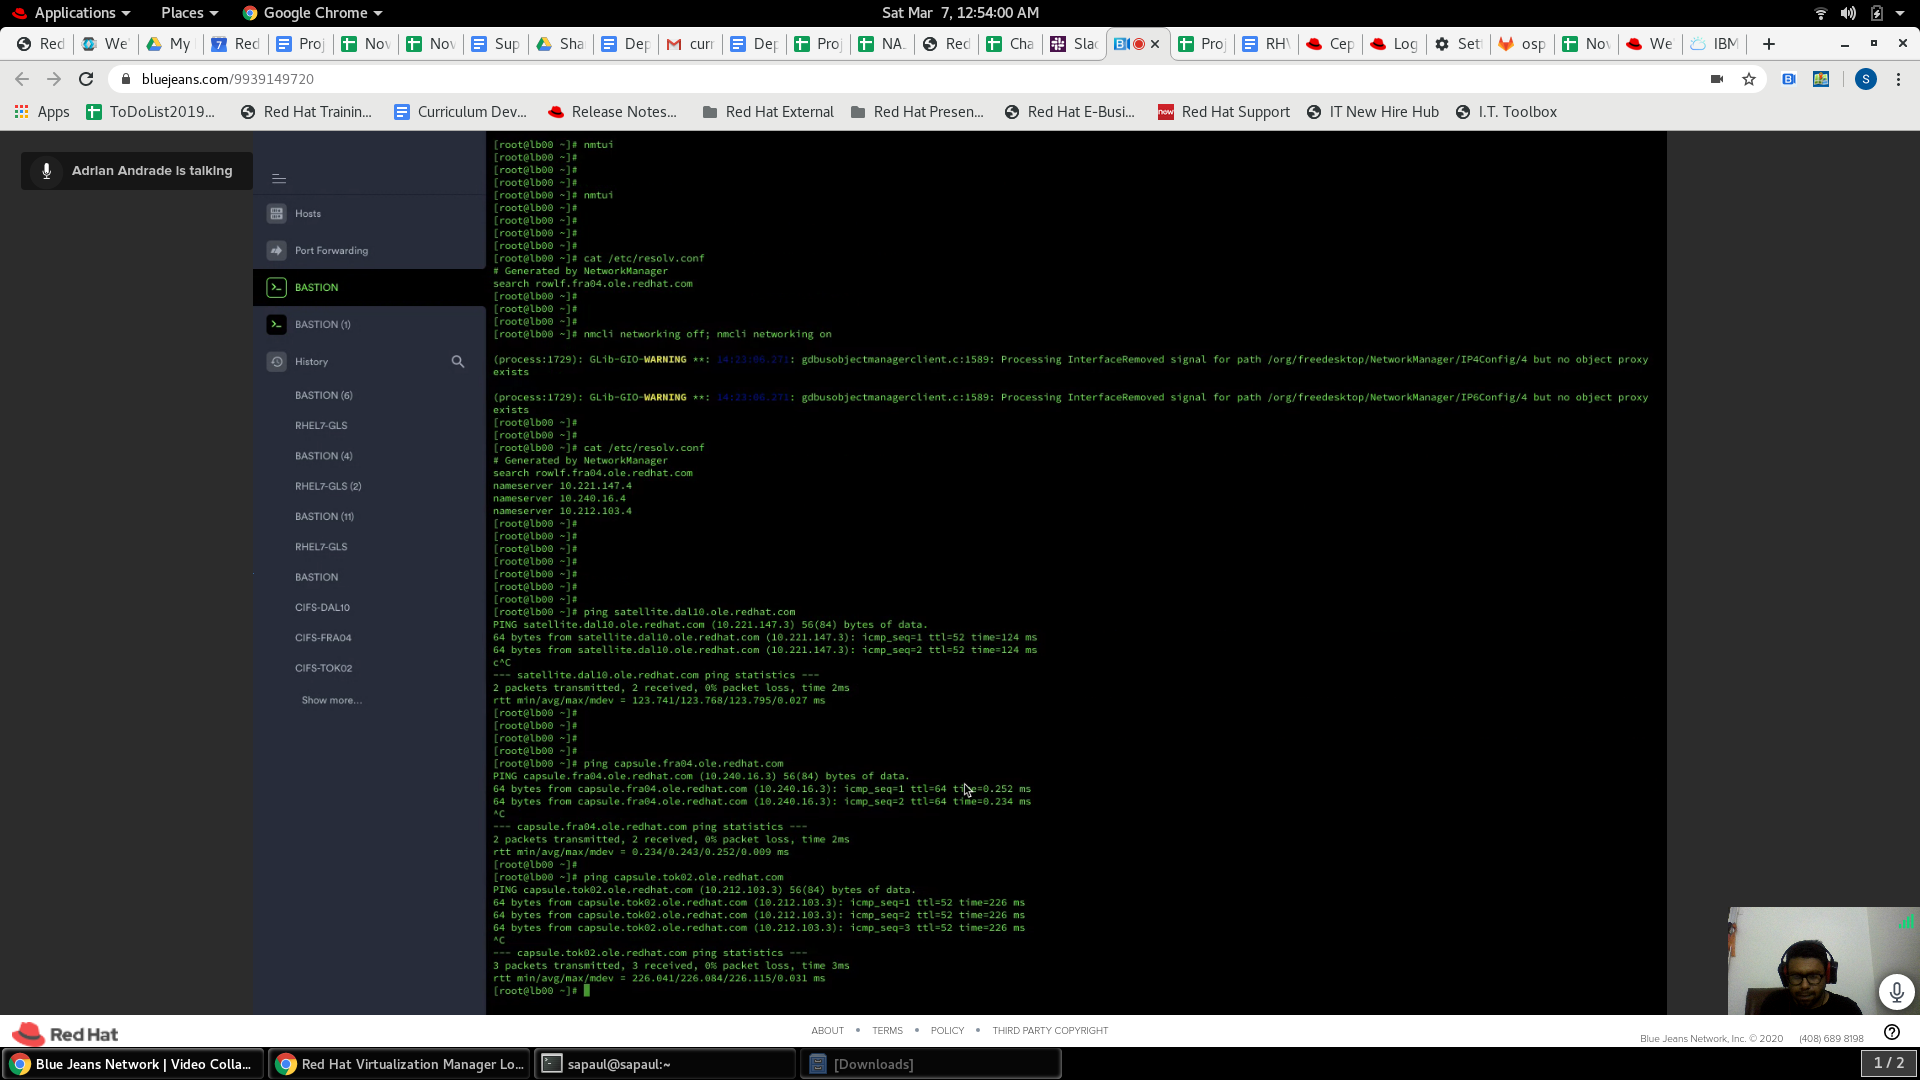 Applications
Places
Google Chrome
Sat Mar 7, 12:54:00 AM
Red
We'
My
Red
Proj
Nov
Nov
Sup
Sha
Dep
curr
Dep
Proj
NA
Red
Cha
Slac
Proj
RHV
Cep
Log
Sett
osp
Nov
We'
IBM
bluejeans.com/9939149720
S
Apps
ToDoList2019...
Red Hat Trainin...
Curriculum Dev...
Release Notes...
Red Hat External
Red Hat Presen...
Red Hat E-Busi...
now
Red Hat Support
IT New Hire Hub
I.T. Toolbox
Adrian Andrade is talking
Hosts
Port Forwarding
BASTION
BASTION (1)
History
BASTION (6)
RHEL7-GLS
BASTION (4)
RHEL7-GLS (2)
BASTION (11)
RHEL7-GLS
BASTION
CIFS-DAL10
CIFS-FRA04
CIFS-TOK02
Show more...
[root@lb00 ~]# nmtui
[root@lb00 ~]#
[root@lb00 ~]#
[root@lb00 ~]#
[root@lb00 ~]# nmtui
[root@lb00 ~]#
[root@lb00 ~]#
[root@lb00 ~]#
[root@lb00 ~]#
[root@lb00 ~]# cat /etc/resolv.conf
# Generated by NetworkManager
search rowlf.fra04.ole.redhat.com
[root@lb00 ~]#
[root@lb00 ~]#
[root@lb00 ~]#
[root@lb00 ~]# nmcli networking off; nmcli networking on
(process:1729): GLib-GIO-WARNING **: 14:23:06.271: gdbusobjectmanagerclient.c:1589: Processing InterfaceRemoved signal for path /org/freedesktop/NetworkManager/IP4Config/4 but no object proxy
exists
(process:1729): GLib-GIO-WARNING **: 14:23:06.271: gdbusobjectmanagerclient.c:1589: Processing InterfaceRemoved signal for path /org/freedesktop/NetworkManager/IP6Config/4 but no object proxy
exists
[root@lb00 ~]#
[root@lb00 ~]#
[root@lb00 ~]# cat /etc/resolv.conf
# Generated by NetworkManager
search rowlf.fra04.ole.redhat.com
nameserver 10.221.147.4
nameserver 10.240.16.4
nameserver 10.212.103.4
[root@lb00 ~]#
[root@lb00 ~]#
[root@lb00 ~]#
[root@lb00 ~]#
[root@lb00 ~]#
[root@lb00 ~]#
[root@lb00 ~]#
[root@lb00 ~]# ping satellite.dal10.ole.redhat.com
PING satellite.dal10.ole.redhat.com (10.221.147.3) 56(84) bytes of data.
64 bytes from satellite.dal10.ole.redhat.com (10.221.147.3): icmp_seq=1 ttl=52 time=124 ms
64 bytes from satellite.dal10.ole.redhat.com (10.221.147.3): icmp_seq=2 ttl=52 time=124 ms
c^C
--- satellite.dal10.ole.redhat.com ping statistics ---
2 packets transmitted, 2 received, 0% packet loss, time 2ms
rtt min/avg/max/mdev = 123.741/123.768/123.795/0.027 ms
[root@lb00 ~]#
[root@lb00 ~]#
[root@lb00 ~]#
[root@lb00 ~]#
[root@lb00 ~]# ping capsule.fra04.ole.redhat.com
PING capsule.fra04.ole.redhat.com (10.240.16.3) 56(84) bytes of data.
64 bytes from capsule.fra04.ole.redhat.com (10.240.16.3): icmp_seq=1 ttl=64 time=0.252 ms
64 bytes from capsule.fra04.ole.redhat.com (10.240.16.3): icmp_seq=2 ttl=64 time=0.234 ms
^C
--- capsule.fra04.ole.redhat.com ping statistics ---
2 packets transmitted, 2 received, 0% packet loss, time 2ms
rtt min/avg/max/mdev = 0.234/0.243/0.252/0.009 ms
[root@lb00 ~]#
[root@lb00 ~]# ping capsule.tok02.ole.redhat.com
PING capsule.tok02.ole.redhat.com (10.212.103.3) 56(84) bytes of data.
64 bytes from capsule.tok02.ole.redhat.com (10.212.103.3): icmp_seq=1 ttl=52 time=226 ms
64 bytes from capsule.tok02.ole.redhat.com (10.212.103.3): icmp_seq=2 ttl=52 time=226 ms
64 bytes from capsule.tok02.ole.redhat.com (10.212.103.3): icmp_seq=3 ttl=52 time=226 ms
^C
--- capsule.tok02.ole.redhat.com ping statistics ---
3 packets transmitted, 3 received, 0% packet loss, time 3ms
rtt min/avg/max/mdev = 226.041/226.084/226.115/0.031 ms
[root@lb00 ~]#
Red Hat
ABOUT • TERMS • POLICY • THIRD PARTY COPYRIGHT
Blue Jeans Network, Inc. © 2020
(408) 689 8198
Blue Jeans Network | Video Colla...
Red Hat Virtualization Manager Lo...
sapaul@sapaul:~
[Downloads]
1 / 2